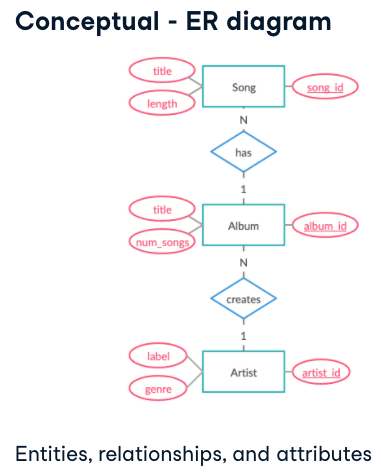 Conceptual - ER diagram
title
Song
song_id
length
N
has
1
title
Album
album_id
num_songs
N
creates
1
label
Artist
artist_id
genre
Entities, relationships, and attributes